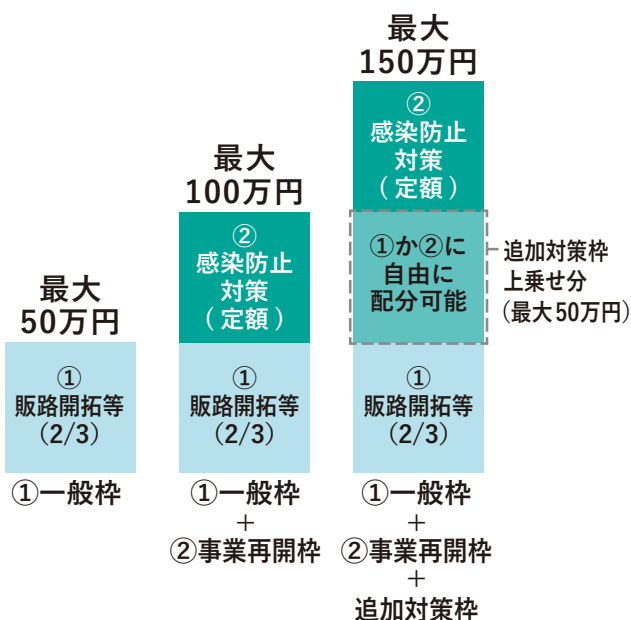 最大
50万円
①
販路開拓等
(2/3)
①一般枠
最大
100万円
②
感染防止
対策
(定額)
①
販路開拓等
(2/3)
①一般枠
+
②事業再開枠
最大
150万円
②
感染防止
対策
(定額)
①か②に
自由に
配分可能
追加対策枠
上乗せ分
(最大50万円)
①
販路開拓等
(2/3)
①一般枠
+
②事業再開枠
+
追加対策枠